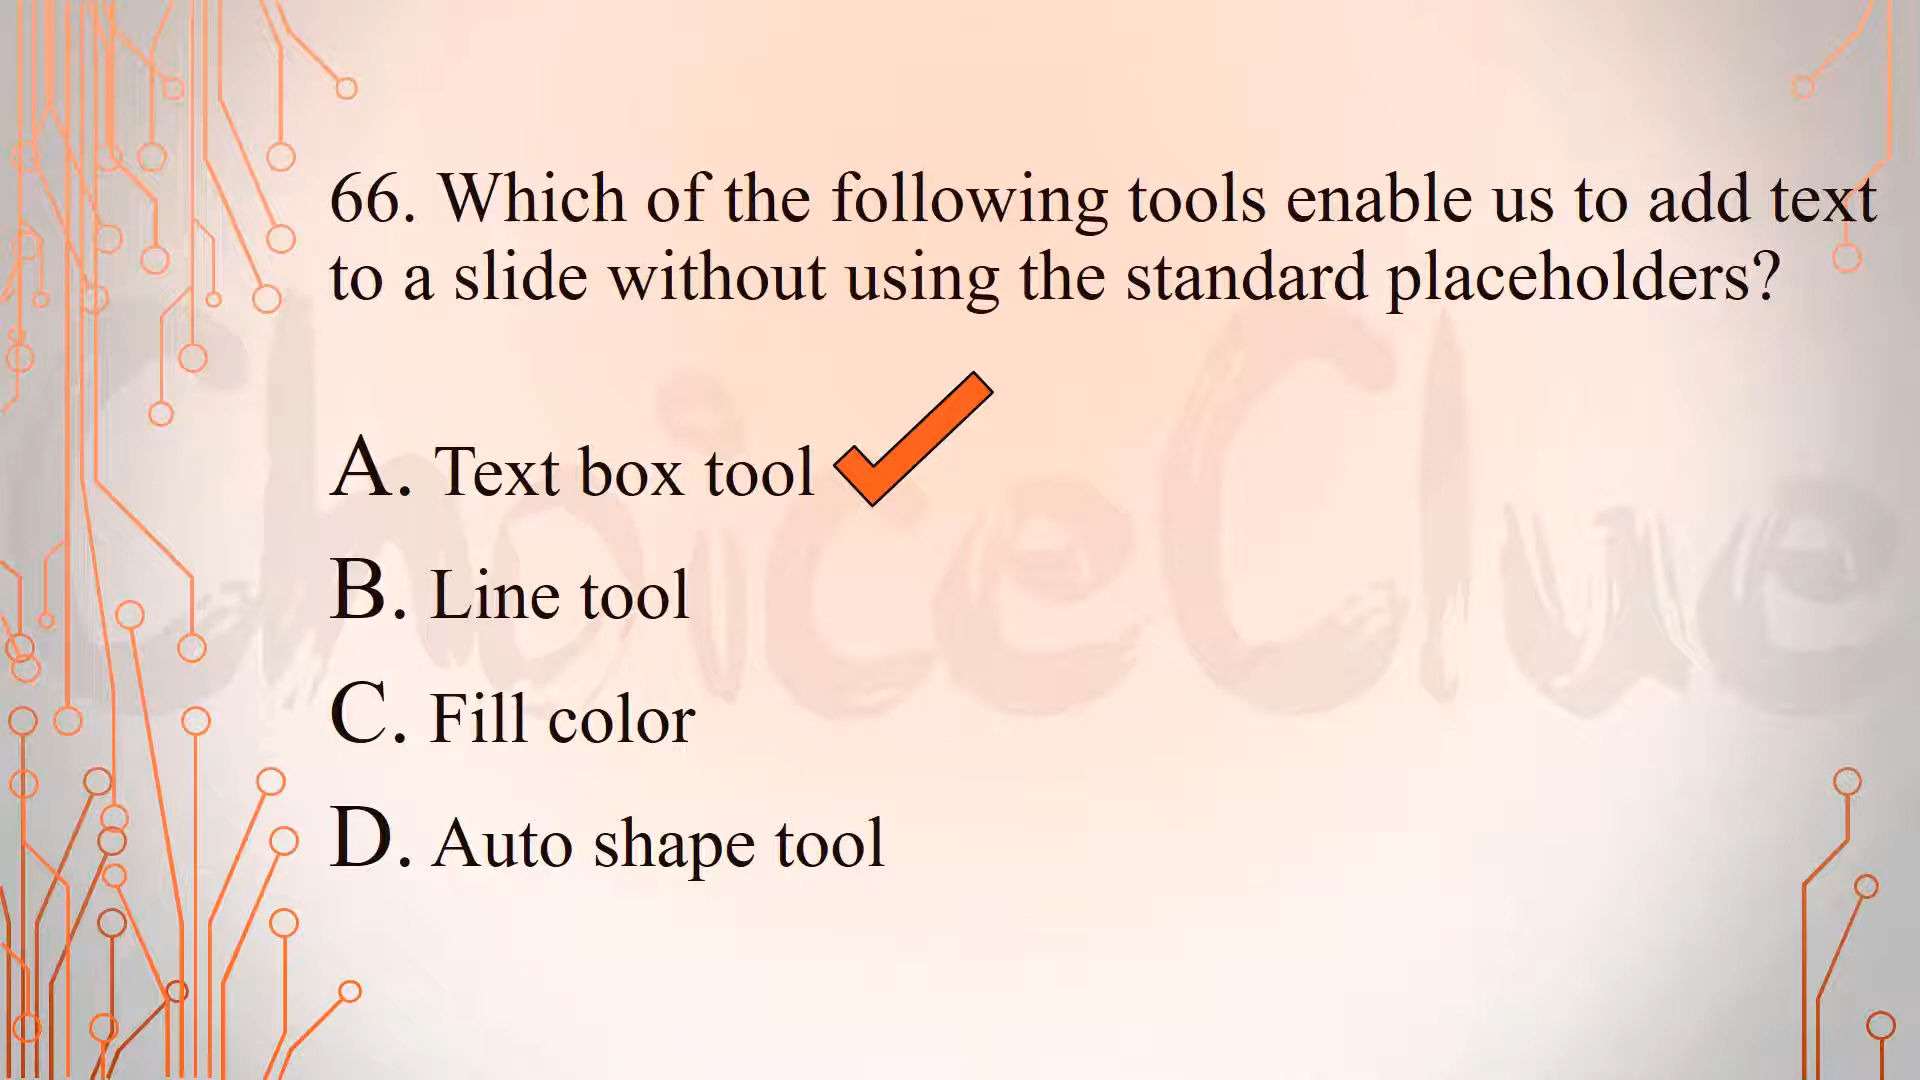 66. Which of the following tools enable us to add text
to a slide without using the standard placeholders?
A. Text box tool
B. Line tool
C. Fill color
D. Auto shape tool
ChoiceClue